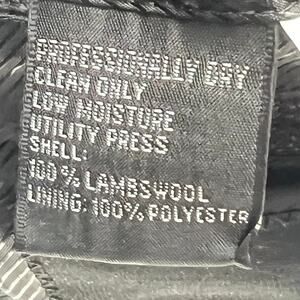 PROFESSIONALLY DRY
CLEAN ONLY
LOW MOISTURE
UTILITY PRESS
SHELL:
100% LAMBSWOOL
LINING: 100% POLYESTER